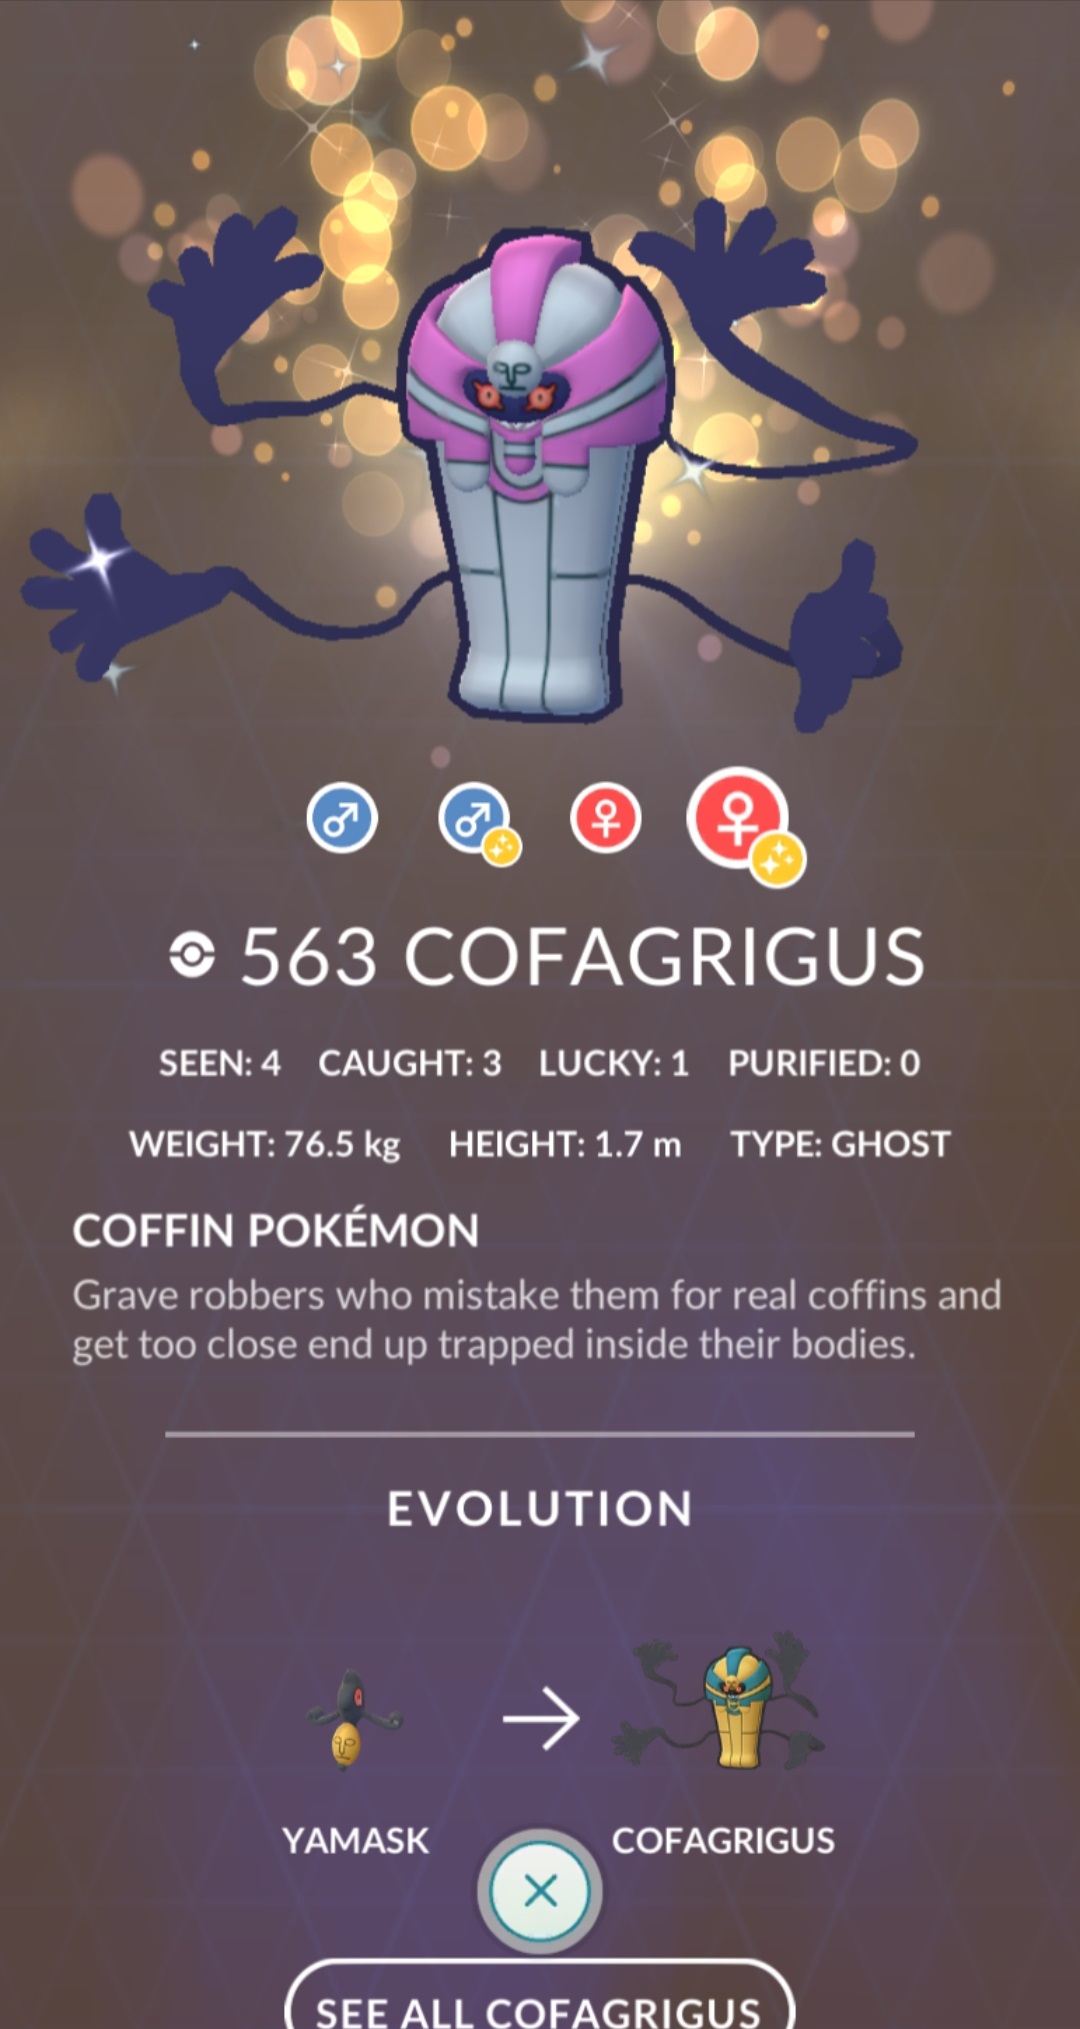 563 COFAGRIGUS
SEEN: 4 CAUGHT: 3 LUCKY: 1 PURIFIED: 0
WEIGHT: 76.5 kg HEIGHT: 1.7 m TYPE: GHOST
COFFIN POKÉMON
Grave robbers who mistake them for real coffins and
get too close end up trapped inside their bodies.
EVOLUTION
YAMASK COFAGRIGUS
SEE ALL COFAGRIGUS